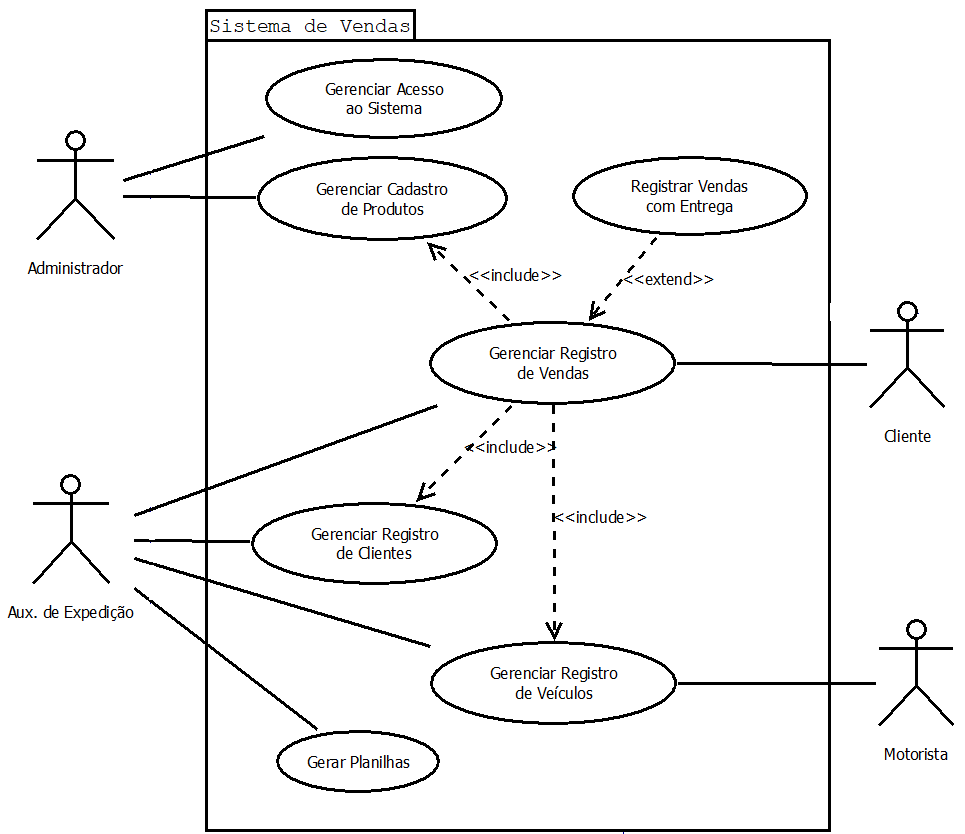 Sistema de Vendas
Gerenciar Acesso
ao Sistema
Gerenciar Cadastro
de Produtos
Registrar Vendas
com Entrega
Administrador
<<include>>
<<extend>>
Gerenciar Registro
de Vendas
Cliente
<<include>>
<<include>>
Gerenciar Registro
de Clientes
Aux. de Expedição
Gerenciar Registro
de Veículos
Gerar Planilhas
Motorista